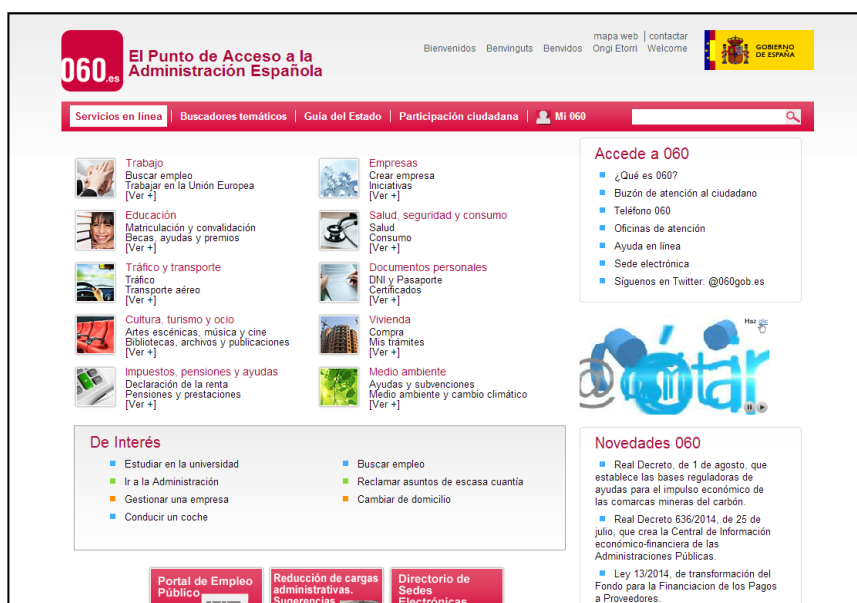 060.es
El Punto de Acceso a la
Administración Española
mapa web | contactar
Bienvenidos Benvinguts Benvidos Ongi Etorri Welcome
GOBIERNO
DE ESPAÑA
Servicios en línea | Buscadores temáticos | Guía del Estado | Participación ciudadana | Mi 060
Trabajo
Buscar empleo
Trabajar en la Unión Europea
[Ver +]
Empresas
Crear empresa
Iniciativas
[Ver +]
Educación
Matriculación y convalidación
Becas, ayudas y premios
[Ver +]
Salud, seguridad y consumo
Salud
Consumo
[Ver +]
Tráfico y transporte
Tráfico
Transporte aéreo
[Ver +]
Documentos personales
DNI y Pasaporte
Certificados
[Ver +]
Cultura, turismo y ocio
Artes escénicas, música y cine
Bibliotecas, archivos y publicaciones
[Ver +]
Vivienda
Compra
Mis trámites
[Ver +]
Impuestos, pensiones y ayudas
Declaración de la renta
Pensiones y prestaciones
[Ver +]
Medio ambiente
Ayudas y subvenciones
Medio ambiente y cambio climático
[Ver +]
De Interés
Estudiar en la universidad
Ir a la Administración
Gestionar una empresa
Conducir un coche
Buscar empleo
Reclamar asuntos de escasa cuantía
Cambiar de domicilio
Portal de Empleo
Público
Reducción de cargas
administrativas.
Sugerencias
Directorio de
Sedes
Electrónicas
Accede a 060
¿Qué es 060?
Buzón de atención al ciudadano
Teléfono 060
Oficinas de atención
Ayuda en línea
Sede electrónica
Síguenos en Twitter: @060gob.es
Haz clic
Novedades 060
Real Decreto, de 1 de agosto, que
establece las bases reguladoras de
ayudas para el impulso económico de
las comarcas mineras del carbón.
Real Decreto 636/2014, de 25 de
julio, que crea la Central de Información
económico-financiera de las
Administraciones Públicas.
Ley 13/2014, de transformación del
Fondo para la Financiacion de los Pagos
a Proveedores.